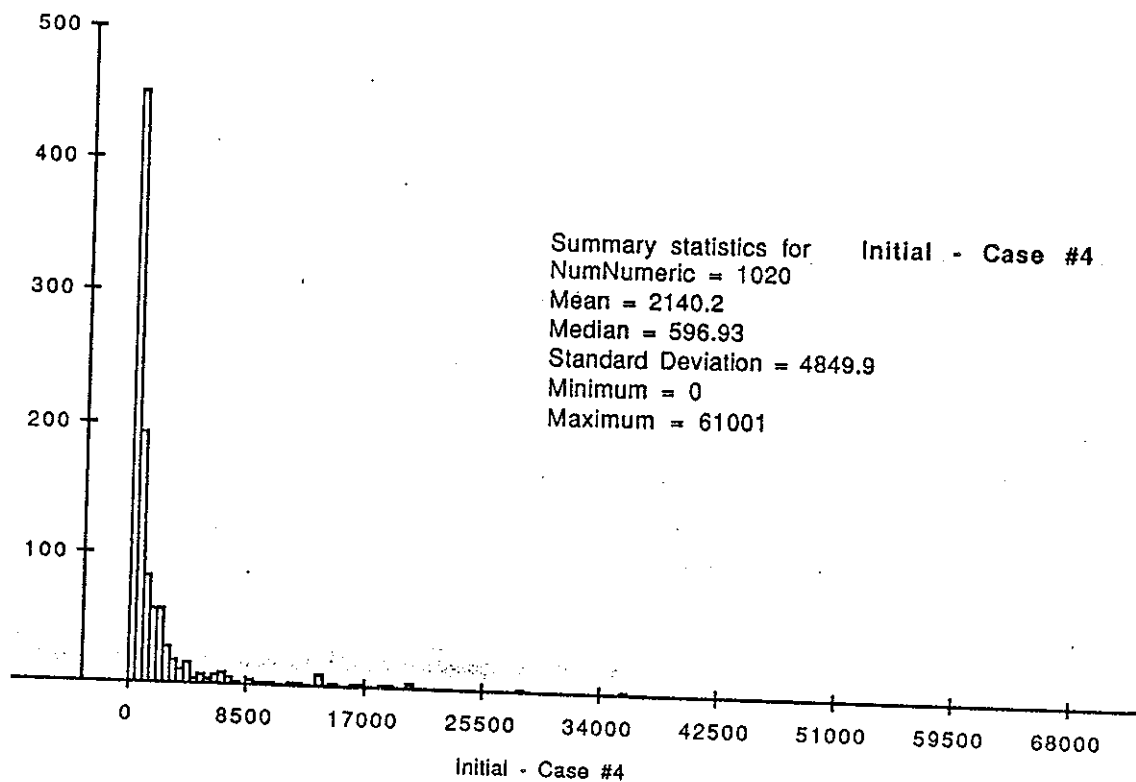 500
400
300
200
100
Summary statistics for Initial - Case #4
NumNumeric = 1020
Mean = 2140.2
Median = 596.93
Standard Deviation = 4849.9
Minimum = 0
Maximum = 61001
0 8500 17000 25500 34000 42500 51000 59500 68000
Initial - Case #4